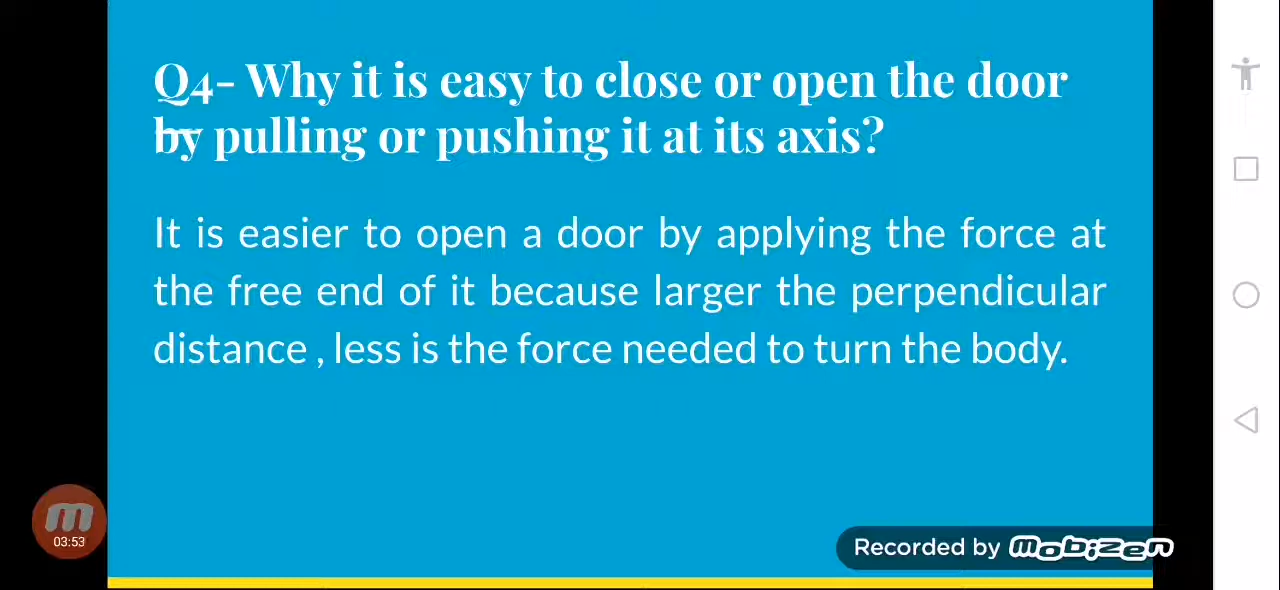 Q4- Why it is easy to close or open the door
by pulling or pushing it at its axis?
It is easier to open a door by applying the force at
the free end of it because larger the perpendicular
distance , less is the force needed to turn the body.
m
03:53
Recorded by mobizen